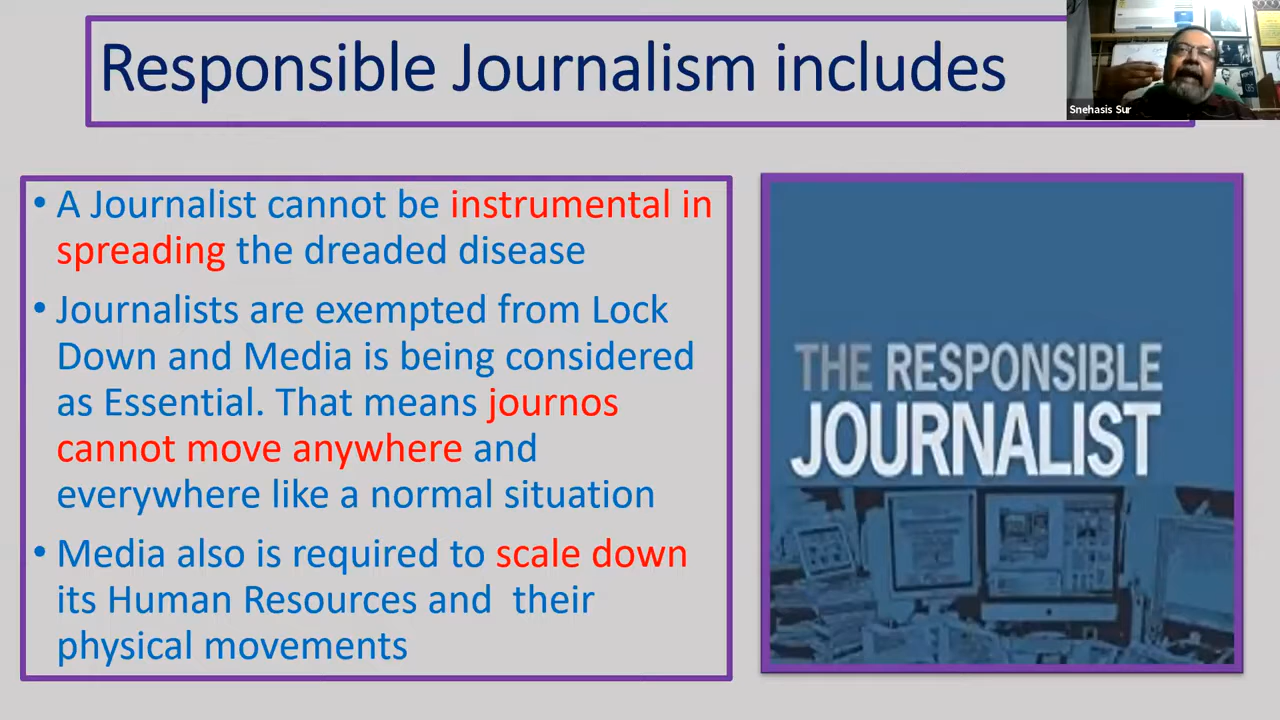 Responsible Journalism includes
Snehasis Sur
• A Journalist cannot be instrumental in
spreading the dreaded disease
• Journalists are exempted from Lock
Down and Media is being considered
as Essential. That means journos
cannot move anywhere and
everywhere like a normal situation
• Media also is required to scale down
its Human Resources and their
physical movements
THE RESPONSIBLE
JOURNALIST